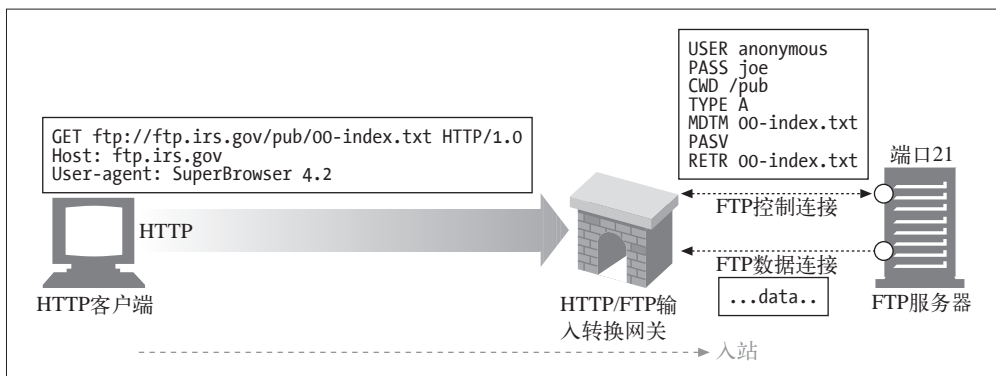 USER anonymous
PASS joe
CWD /pub
TYPE A
MDTM 00-index.txt
PASV
RETR 00-index.txt
GET ftp://ftp.irs.gov/pub/00-index.txt HTTP/1.0
Host: ftp.irs.gov
User-agent: SuperBrowser 4.2
端口21
FTP控制连接
HTTP
FTP数据连接
...data..
HTTP客户端
HTTP/FTP输
入转换网关
FTP服务器
入站